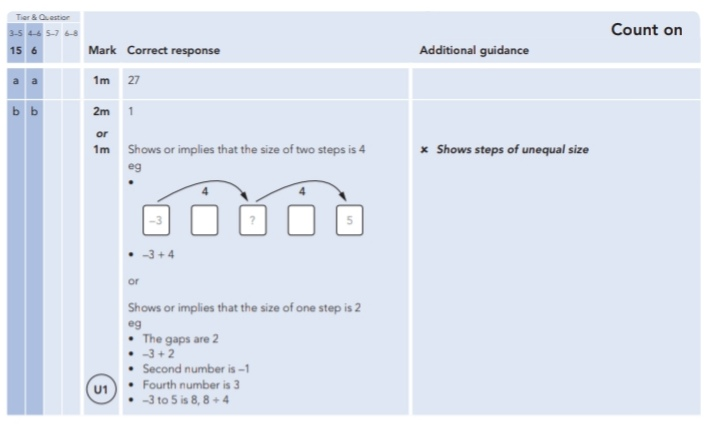 Tier & Question
3–5 4–6 5–7 6–8
Count on
15 6
Mark Correct response Additional guidance
a a 1m 27
b b 2m 1
or
1m Shows or implies that the size of two steps is 4 × Shows steps of unequal size
eg
•
4 4
–3 ? 5
• –3 + 4
or
Shows or implies that the size of one step is 2
eg
• The gaps are 2
• –3 + 2
• Second number is –1
U1 • Fourth number is 3
• –3 to 5 is 8, 8 ÷ 4